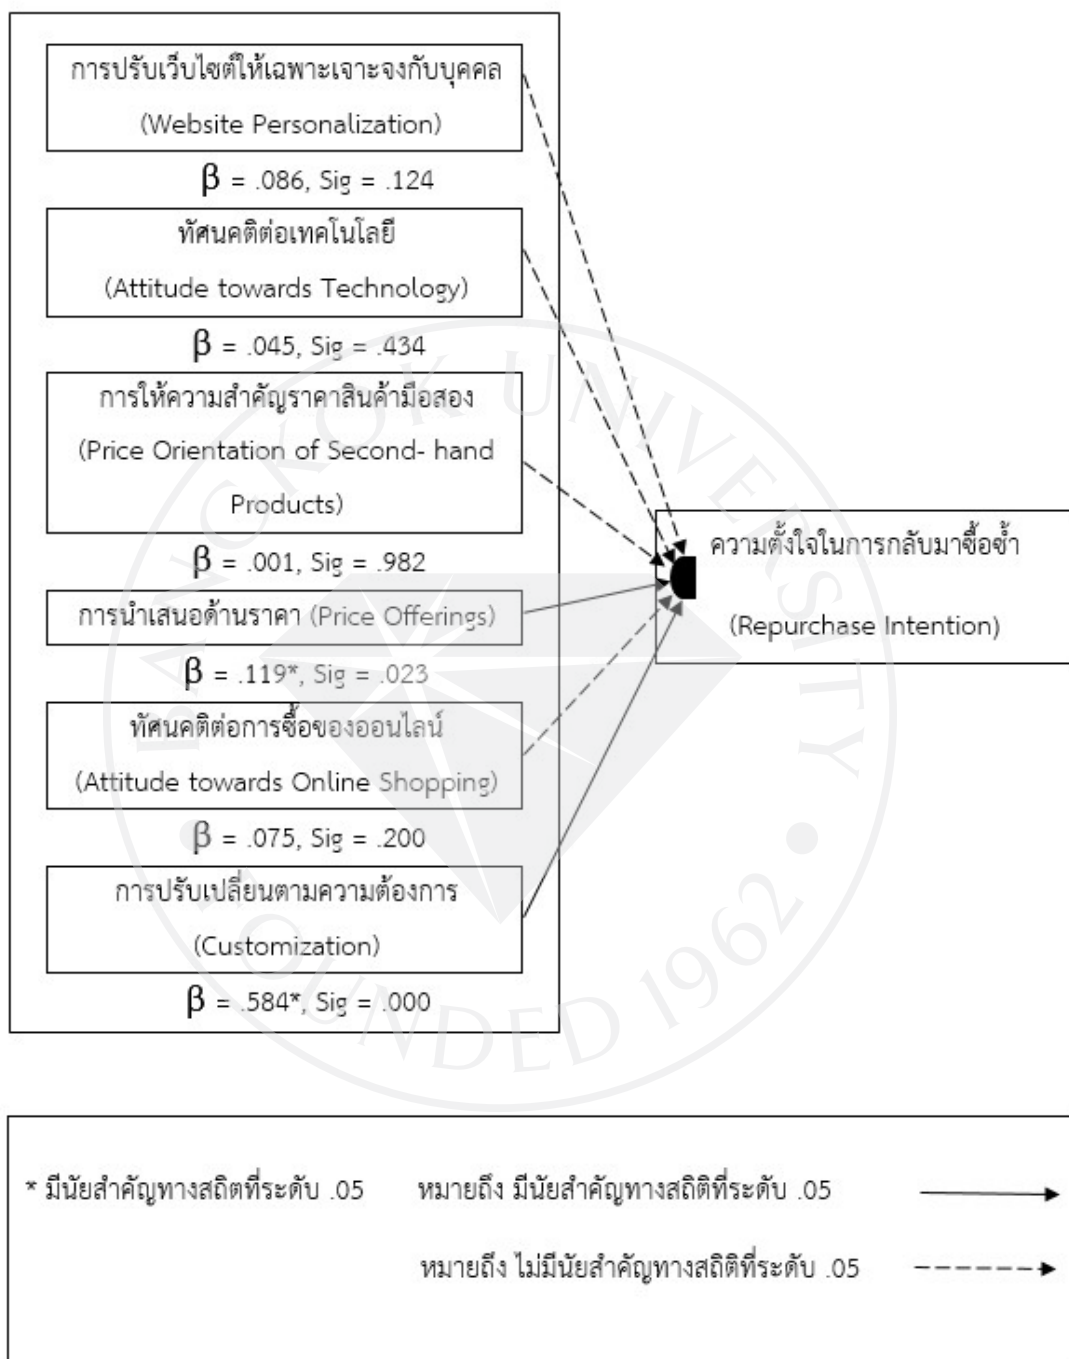 การปรับเว็บไซต์ให้เฉพาะเจาะจงกับบุคคล
(Website Personalization)
β = .086, Sig = .124
ทัศนคติต่อเทคโนโลยี
(Attitude towards Technology)
β = .045, Sig = .434
การให้ความสำคัญราคาสินค้ามือสอง
(Price Orientation of Second- hand
Products)
β = .001, Sig = .982
การนำเสนอด้านราคา (Price Offerings)
β = .119*, Sig = .023
ทัศนคติต่อการซื้อของออนไลน์
(Attitude towards Online Shopping)
β = .075, Sig = .200
การปรับเปลี่ยนตามความต้องการ
(Customization)
β = .584*, Sig = .000
ความตั้งใจในการกลับมาซื้อซ้ำ
(Repurchase Intention)
BANGKOK UNIVERSITY
FOUNDED 1962
* มีนัยสำคัญทางสถิตที่ระดับ .05 หมายถึง มีนัยสำคัญทางสถิติที่ระดับ .05
หมายถึง ไม่มีนัยสำคัญทางสถิติที่ระดับ .05